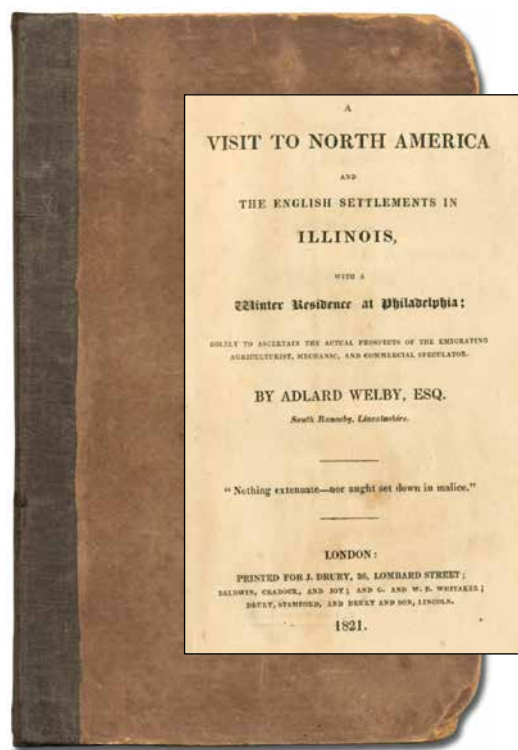 A
VISIT TO NORTH AMERICA
AND
THE ENGLISH SETTLEMENTS IN
ILLINOIS,
WITH A
Winter Residence at Philadelphia;
SOLELY TO ASCERTAIN THE ACTUAL PROSPECTS OF THE EMIGRATING
AGRICULTURIST, MECHANIC, AND COMMERCIAL SPECULATOR.
BY ADLARD WELBY, ESQ.
South Rauceby, Lincolnshire.
“Nothing extenuate—nor aught set down in malice.”
LONDON:
PRINTED FOR J. DRURY, 36, LOMBARD STREET;
BALDWIN, CRADOCK, AND JOY; AND G. AND W. B. WHITAKER;
DRURY, STAMFORD, AND DRURY AND SON, LINCOLN.
1821.